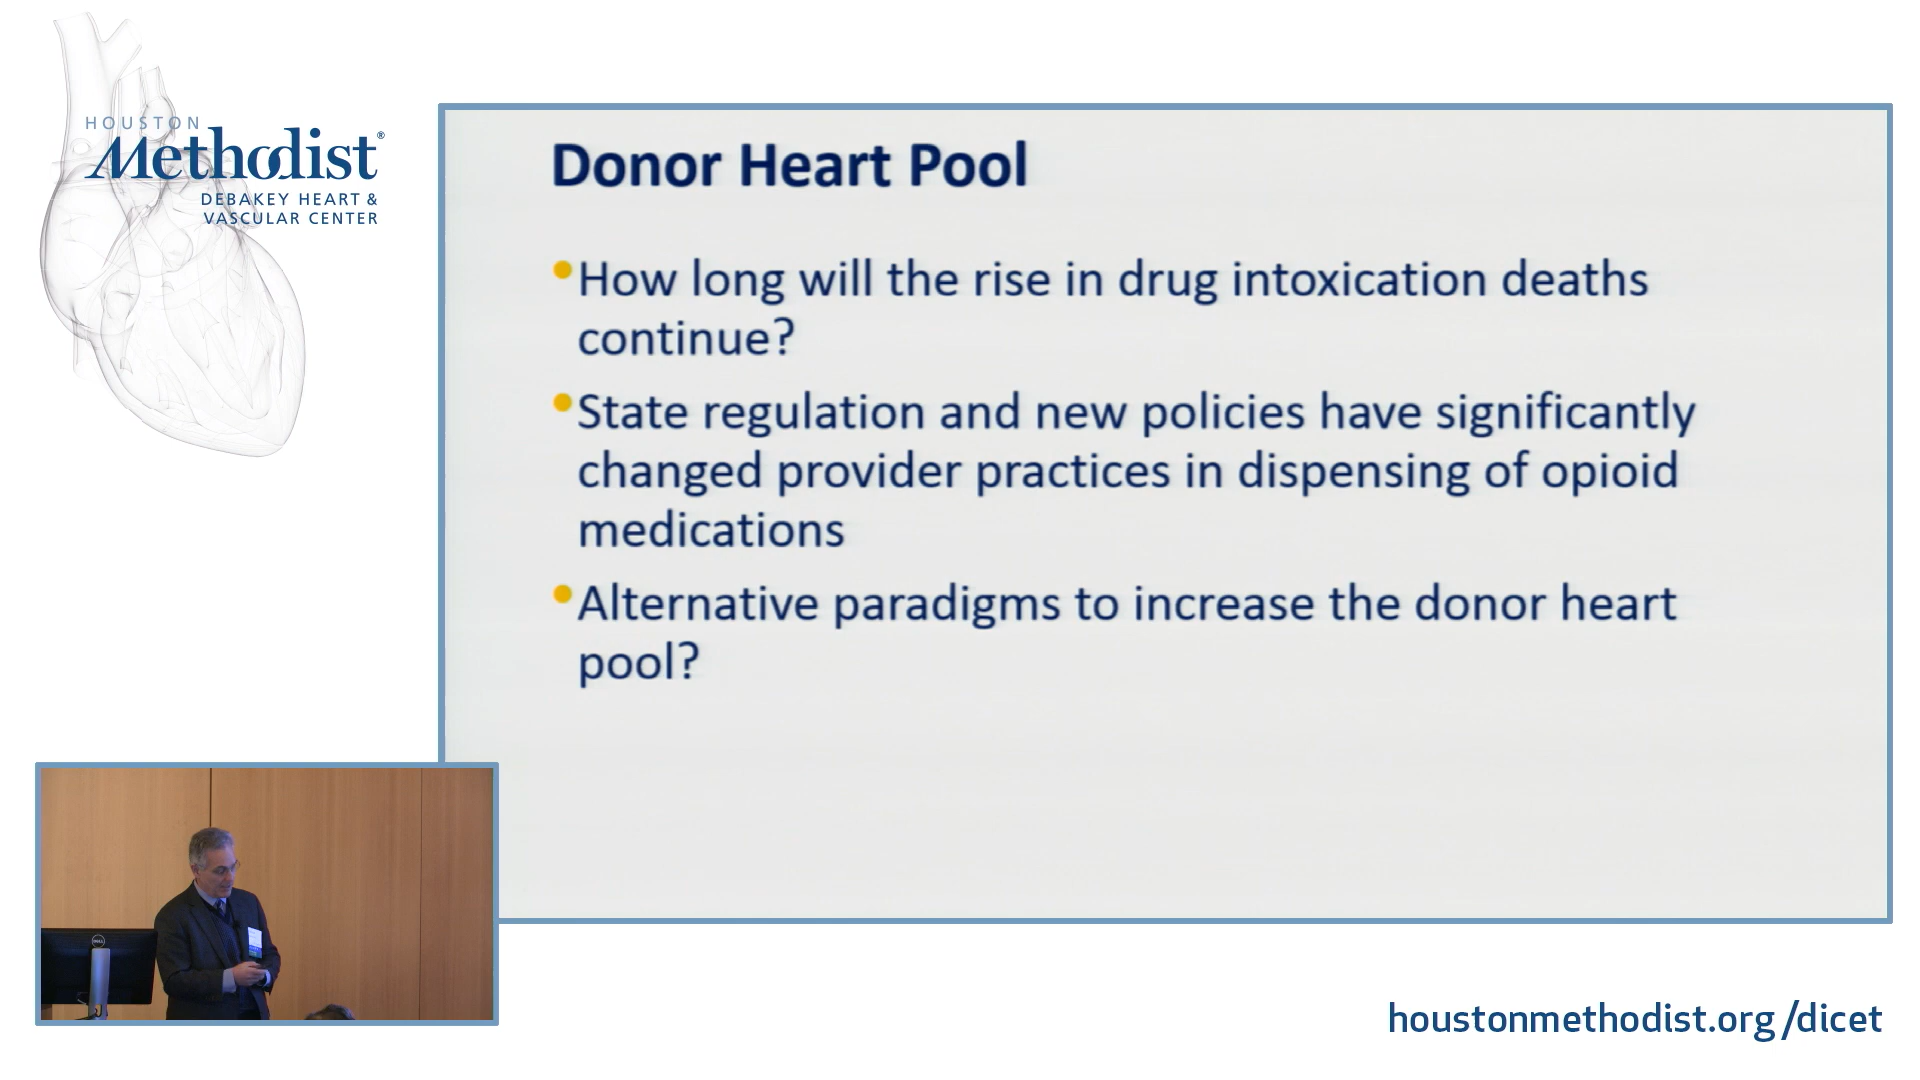 HOUSTON
Methodist®
DEBAKEY HEART &
VASCULAR CENTER
Donor Heart Pool
•How long will the rise in drug intoxication deaths
continue?
•State regulation and new policies have significantly
changed provider practices in dispensing of opioid
medications
•Alternative paradigms to increase the donor heart
pool?
DELL
houstonmethodist.org/dicet